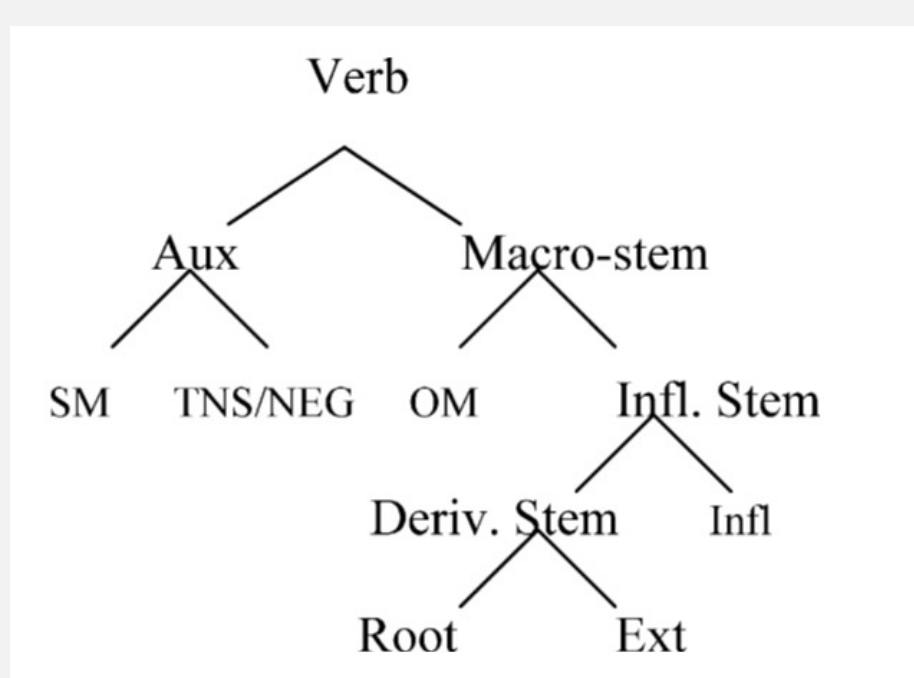 Verb
Aux Macro-stem
SM TNS/NEG OM Infl. Stem
Deriv. Stem Infl
Root Ext